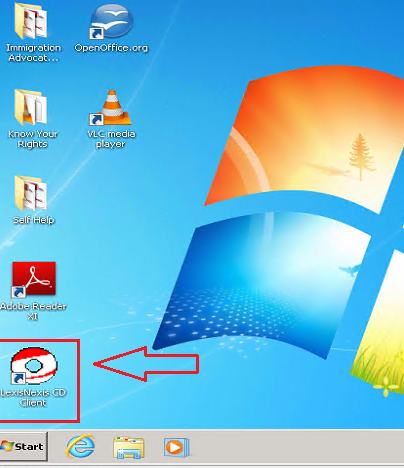 Immigration
Advocat...
OpenOffice.org
Know Your
Rights
VLC media
player
Self Help
Adobe Reader
XI
LexisNexis CD
Client
Start